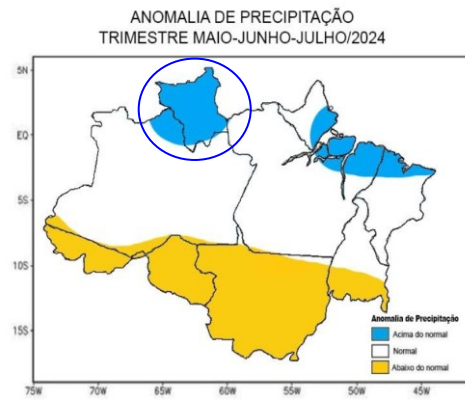 ANOMALIA DE PRECIPITAÇÃO
TRIMESTRE MAIO-JUNHO-JULHO/2024
5N
EQ
5S
10S
15S
75W 70W 65W 60W 55W 50W 45W
Anomalia de Precipitação
Acima do normal
Normal
Abaixo do normal